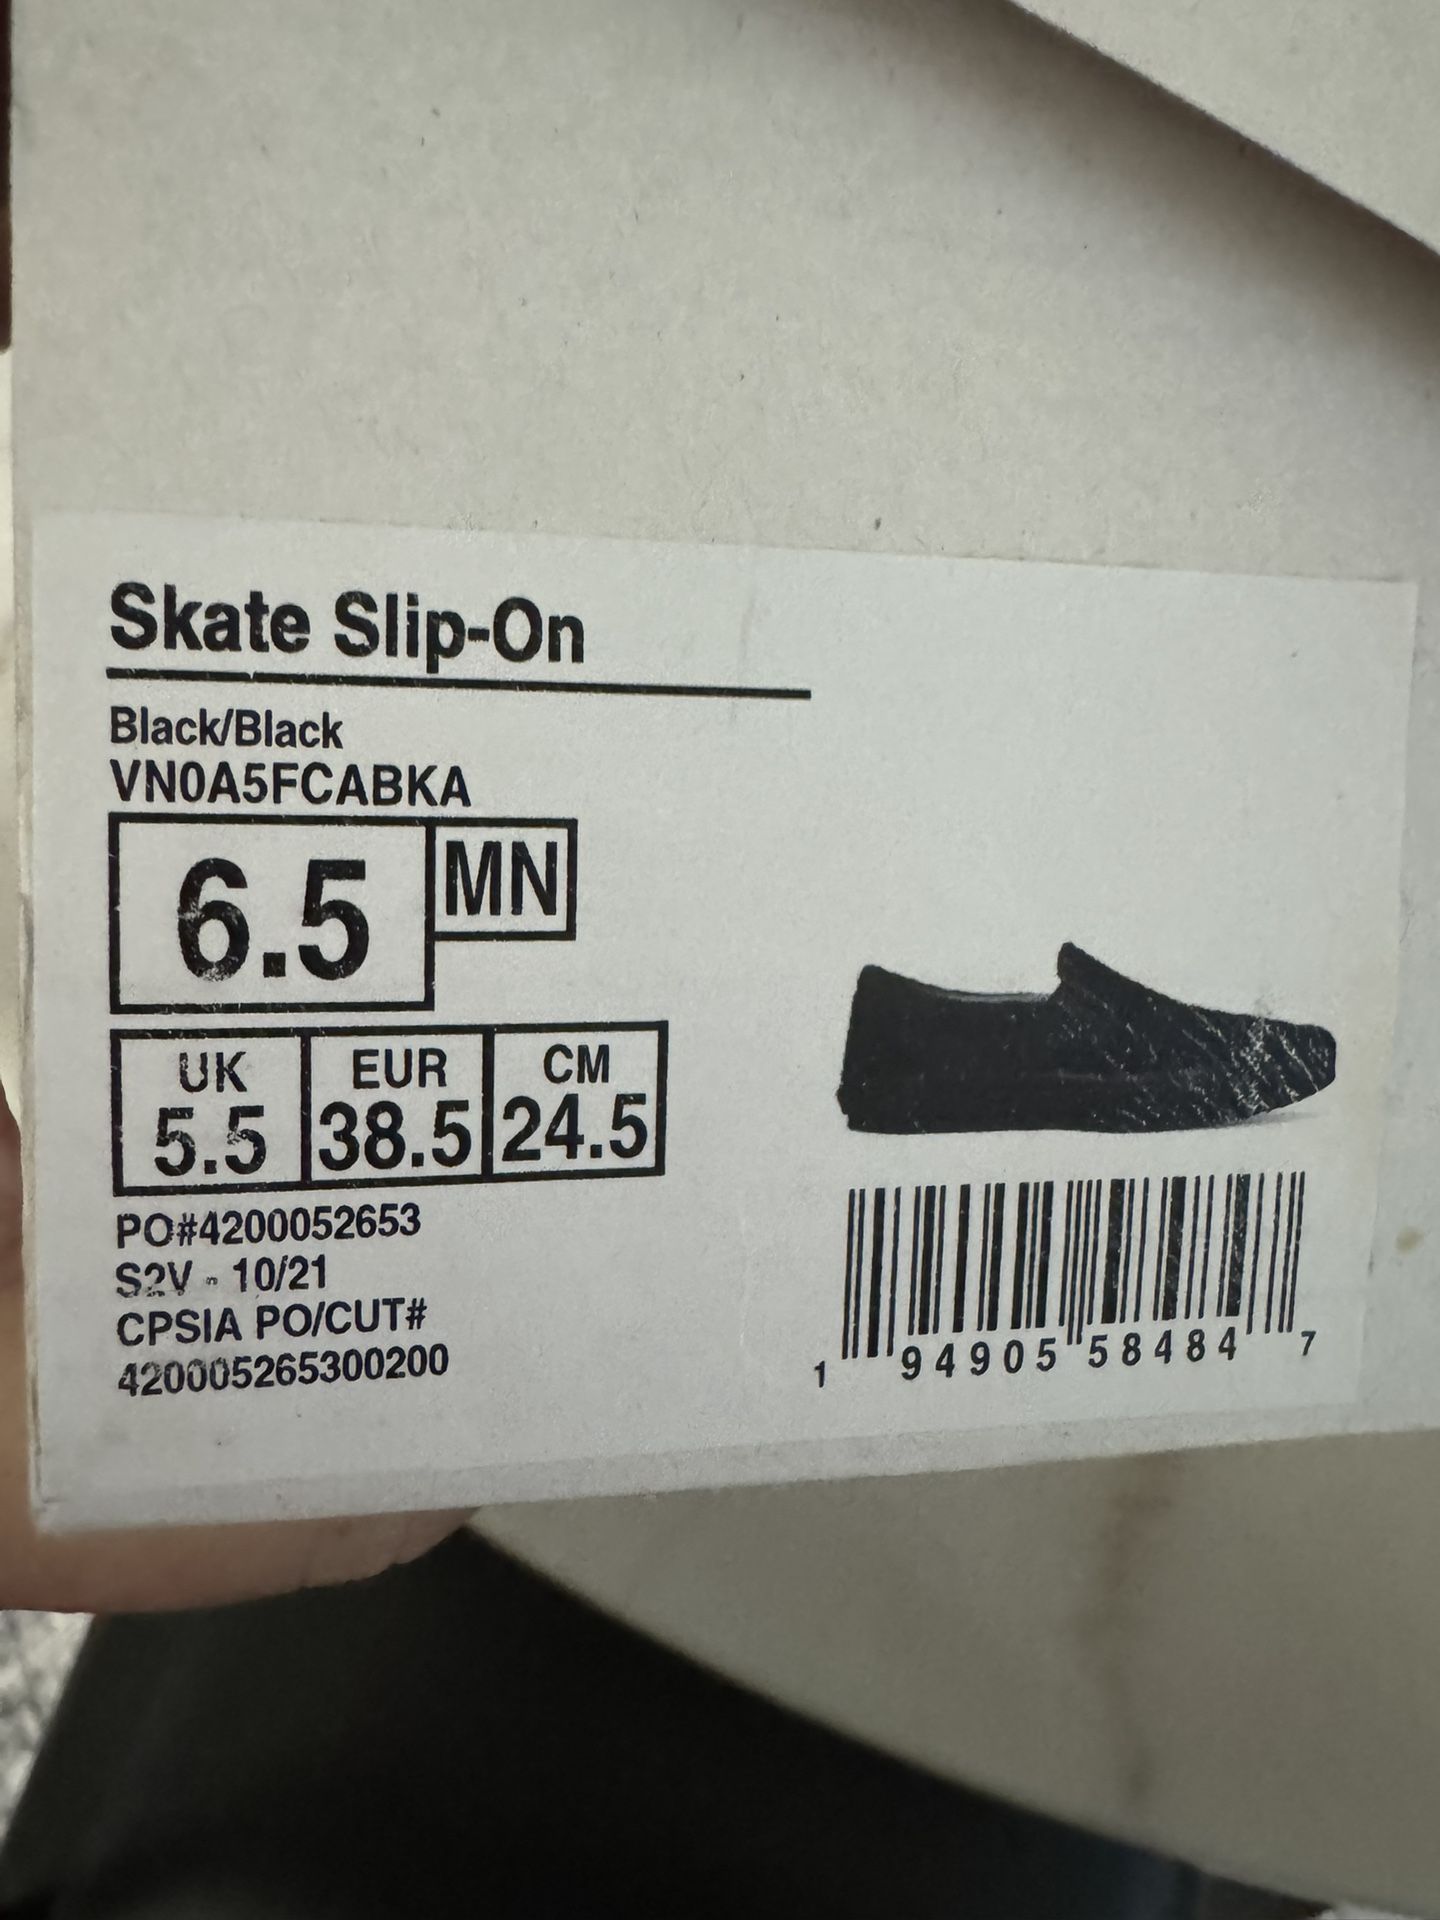 Skate Slip-On
Black/Black
VN0A5FCABKA
6.5
MN
UK
5.5
EUR
38.5
CM
24.5
PO#4200052653
S2V - 10/21
CPSIA PO/CUT#
420005265300200
1 94905 58484 7